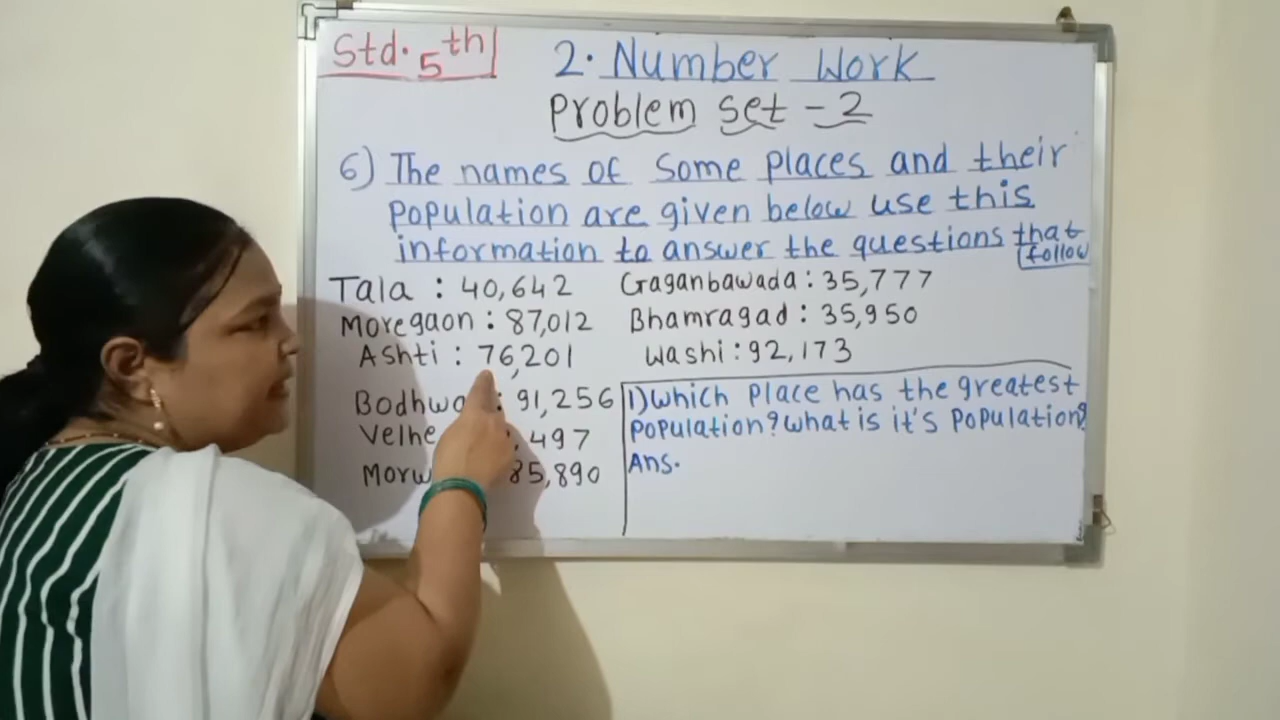 Std. 5th
2. Number Work
Problem set - 2
6) The names of some places and their
population are given below use this
information to answer the questions that
follow
Tala : 40,642 Gaganbawada : 35,777
Moregaon : 87,012 Bhamragad : 35,950
Ashti : 76,201 Washi : 92,173
: 91,256
,497
85,890
1) Which place has the greatest
population? What is it's population?
Ans.